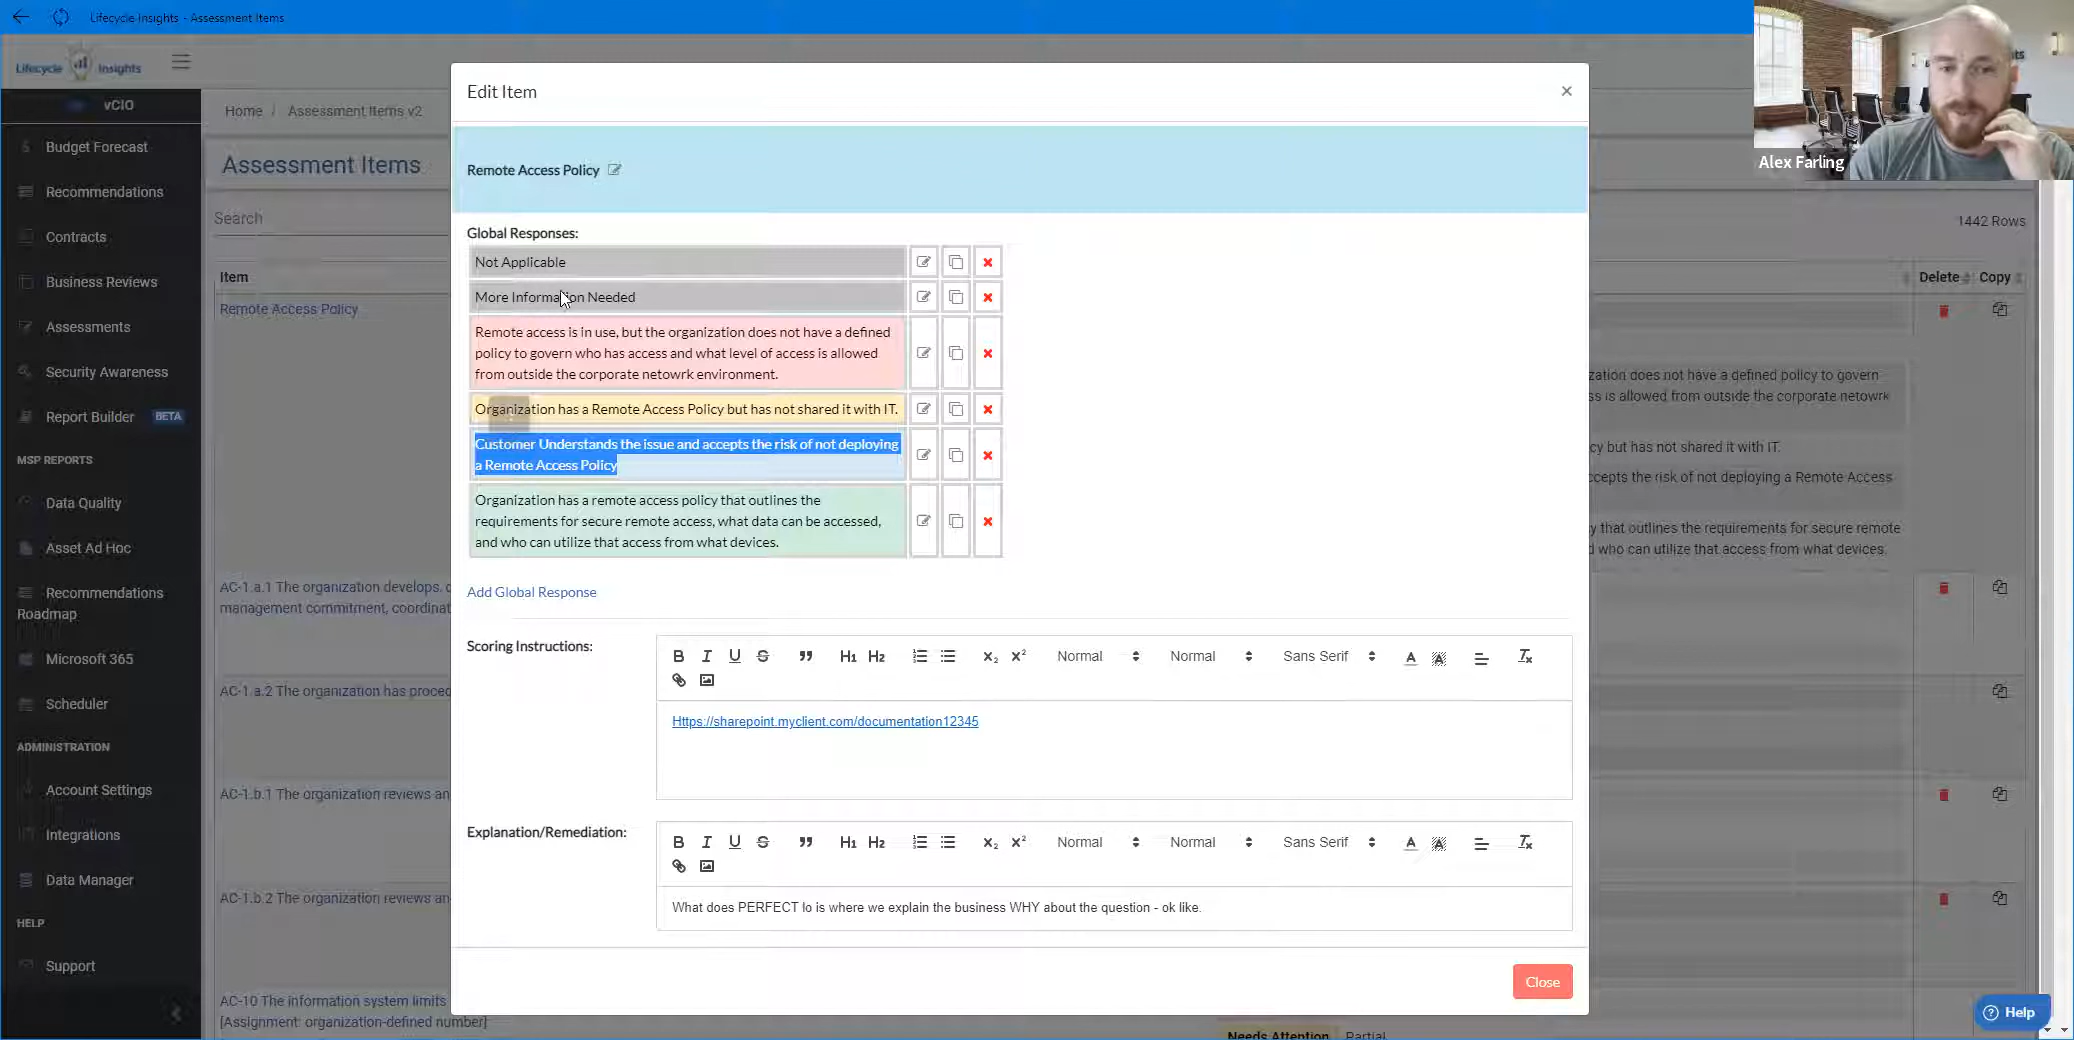 Lifecycle Insights - Assessment Items
Lifecycle Insights
Alex Farling
vCIO
Budget Forecast
Recommendations
Contracts
Business Reviews
Assessments
Security Awareness
Report Builder BETA
MSP REPORTS
Data Quality
Asset Ad Hoc
Recommendations
Roadmap
Microsoft 365
Scheduler
ADMINISTRATION
Account Settings
Integrations
Data Manager
HELP
Support
Home / Assessment Items v2
Assessment Items
Search
1442 Rows
Item
Delete Copy
Remote Access Policy
AC-1.a.1 The organization develops,
management commitment,
AC-1.a.2 The organization has
AC-1.b.1 The organization reviews
AC-1.b.2 The organization reviews
AC-10 The information system limits
[Assignment: organization-defined number]
Edit Item
×
Remote Access Policy
Global Responses:
Not Applicable
More Information Needed
Remote access is in use, but the organization does not have a defined
policy to govern who has access and what level of access is allowed
from outside the corporate netowrk environment.
Organization has a Remote Access Policy but has not shared it with IT.
Customer Understands the issue and accepts the risk of not deploying
a Remote Access Policy
Organization has a remote access policy that outlines the
requirements for secure remote access, what data can be accessed,
and who can utilize that access from what devices.
Add Global Response
Scoring Instructions:
B I U S H1 H2 X2 X2 Normal Normal Sans Serif A A Tx
Https://sharepoint.myclient.com/documentation12345
Explanation/Remediation:
B I U S H1 H2 X2 X2 Normal Normal Sans Serif A A Tx
What does PERFECT lo is where we explain the business WHY about the question - ok like.
Close
does not have a defined policy to govern
is allowed from outside the corporate netowrk
but has not shared it with IT.
the risk of not deploying a Remote Access
that outlines the requirements for secure remote
who can utilize that access from what devices.
Needs Attention Partial
Help